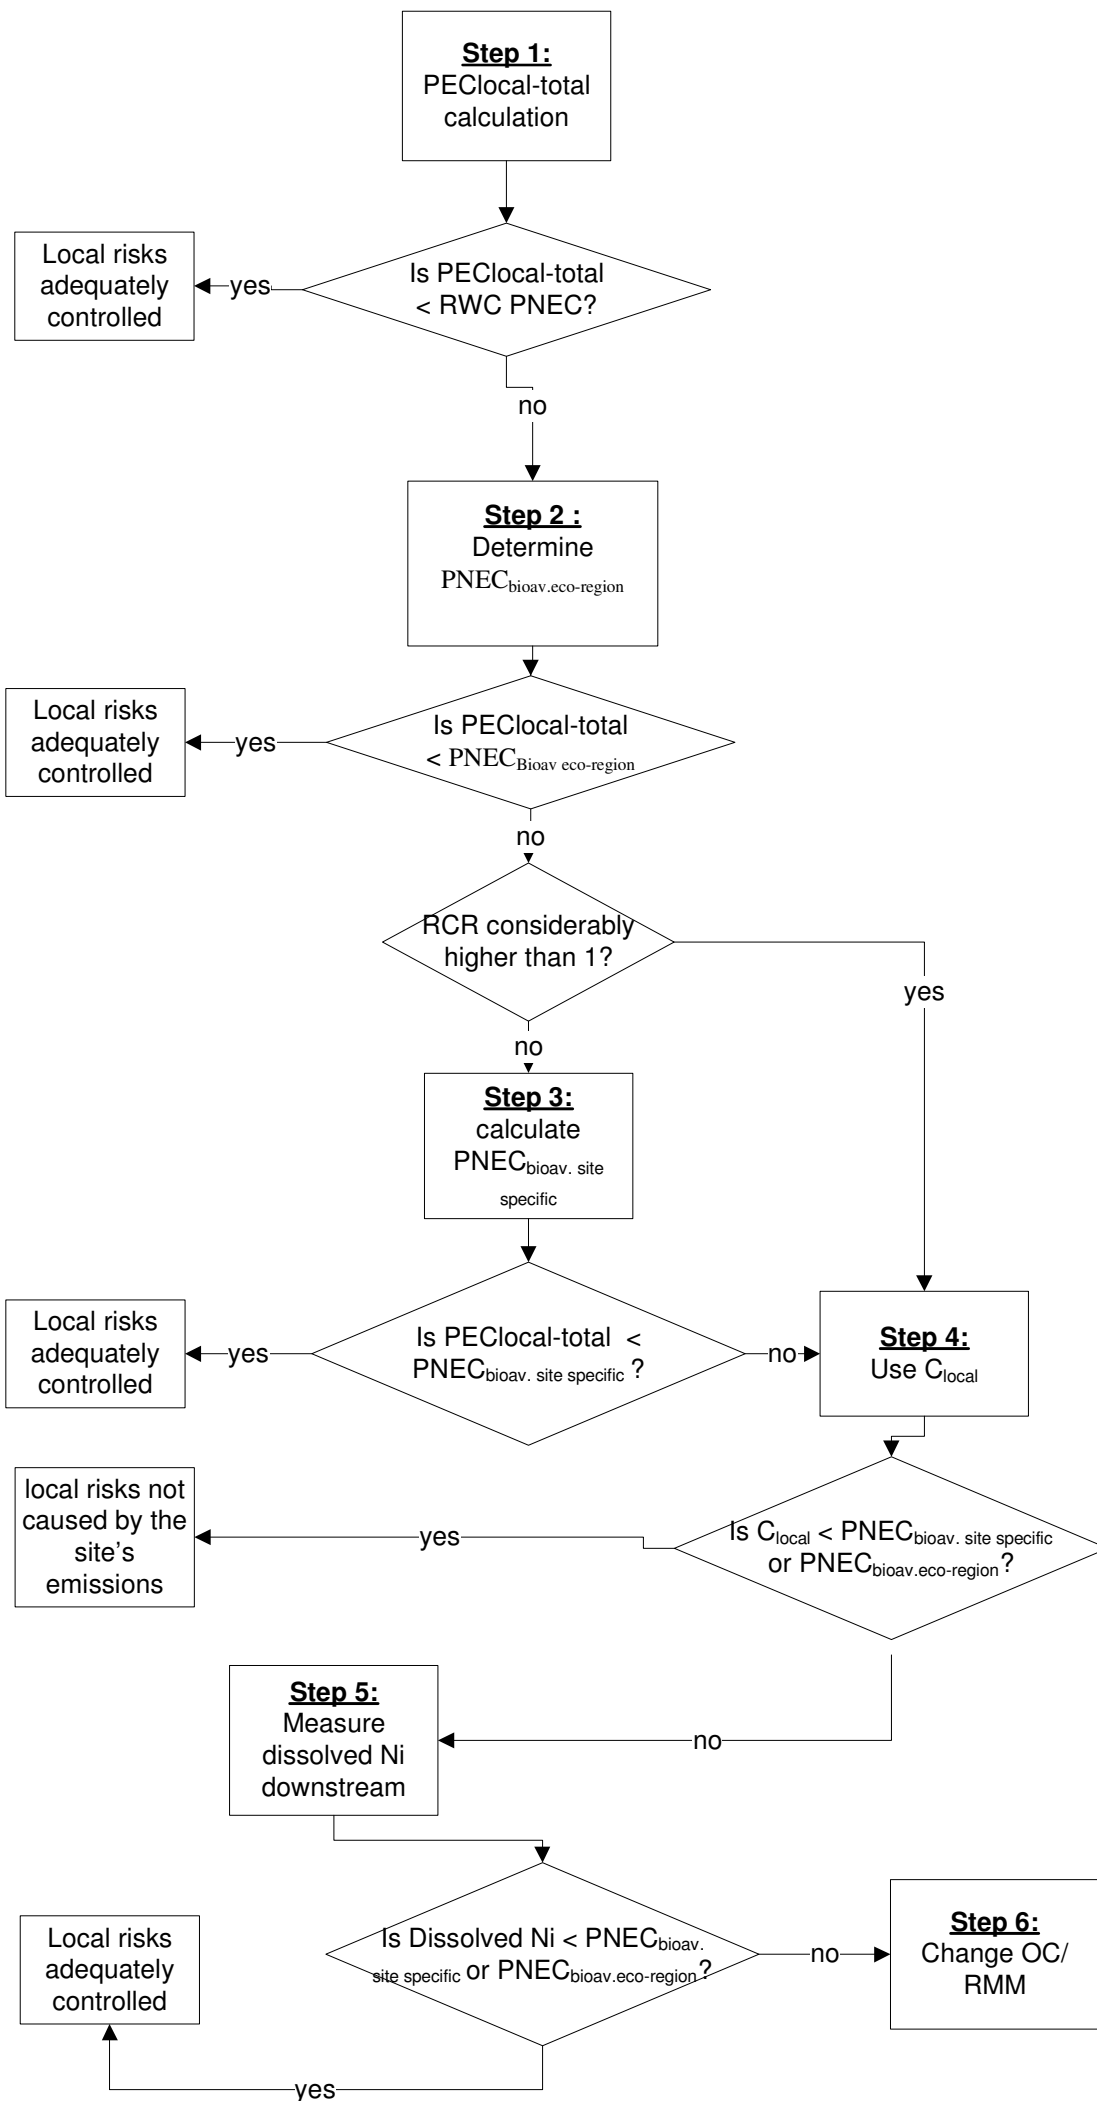 Step 1:
PEClocal-total
calculation
Local risks
adequately
controlled
yes
Is PEClocal-total
< RWC PNEC?
no
Step 2 :
Determine
PNECbioav.eco-region
Local risks
adequately
controlled
yes
Is PEClocal-total
< PNECBioav eco-region
no
RCR considerably
higher than 1?
yes
no
Step 3:
calculate
PNECbioav. site
specific
Local risks
adequately
controlled
yes
Is PEClocal-total <
PNECbioav. site specific ?
no
Step 4:
Use Clocal
local risks not
caused by the
site's
emissions
yes
Is Clocal < PNECbioav. site specific
or PNECbioav.eco-region?
Step 5:
Measure
dissolved Ni
downstream
no
Local risks
adequately
controlled
Is Dissolved Ni < PNECbioav.
site specific or PNECbioav.eco-region?
no
Step 6:
Change OC/
RMM
yes